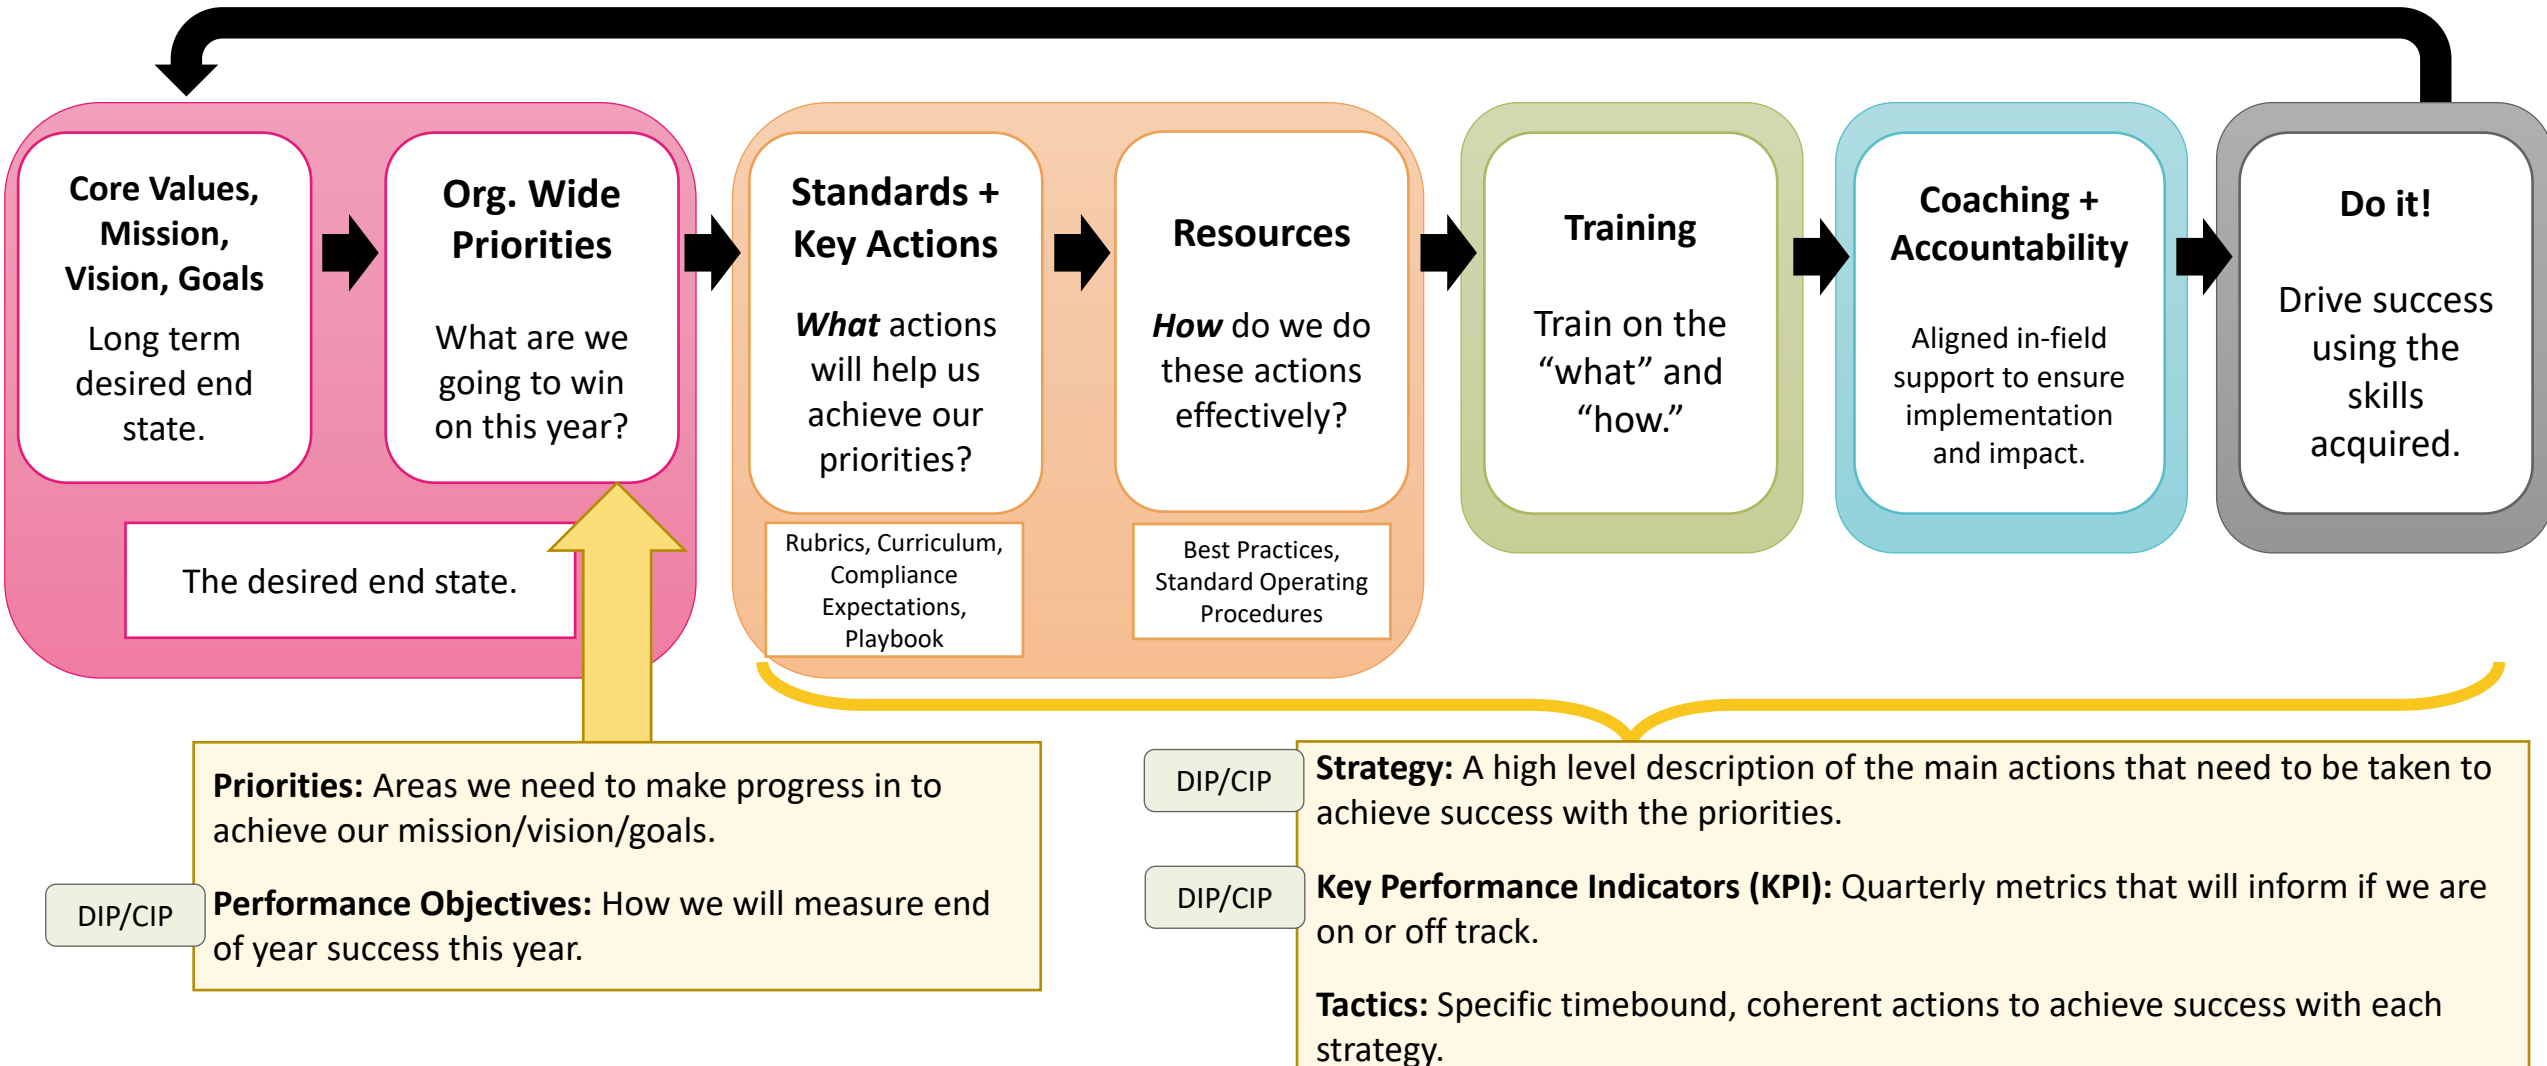 Core Values,
Mission,
Vision, Goals
Long term
desired end
state.
Org. Wide
Priorities
What are we
going to win
on this year?
The desired end state.
Standards +
Key Actions
What actions
will help us
achieve our
priorities?
Rubrics, Curriculum,
Compliance
Expectations,
Playbook
Resources
How do we do
these actions
effectively?
Best Practices,
Standard Operating
Procedures
Training
Train on the
“what” and
“how.”
Coaching +
Accountability
Aligned in-field
support to ensure
implementation
and impact.
Do it!
Drive success
using the
skills
acquired.
Priorities: Areas we need to make progress in to
achieve our mission/vision/goals.
DIP/CIP
Performance Objectives: How we will measure end
of year success this year.
DIP/CIP
Strategy: A high level description of the main actions that need to be taken to
achieve success with the priorities.
DIP/CIP
Key Performance Indicators (KPI): Quarterly metrics that will inform if we are
on or off track.
Tactics: Specific timebound, coherent actions to achieve success with each
strategy.